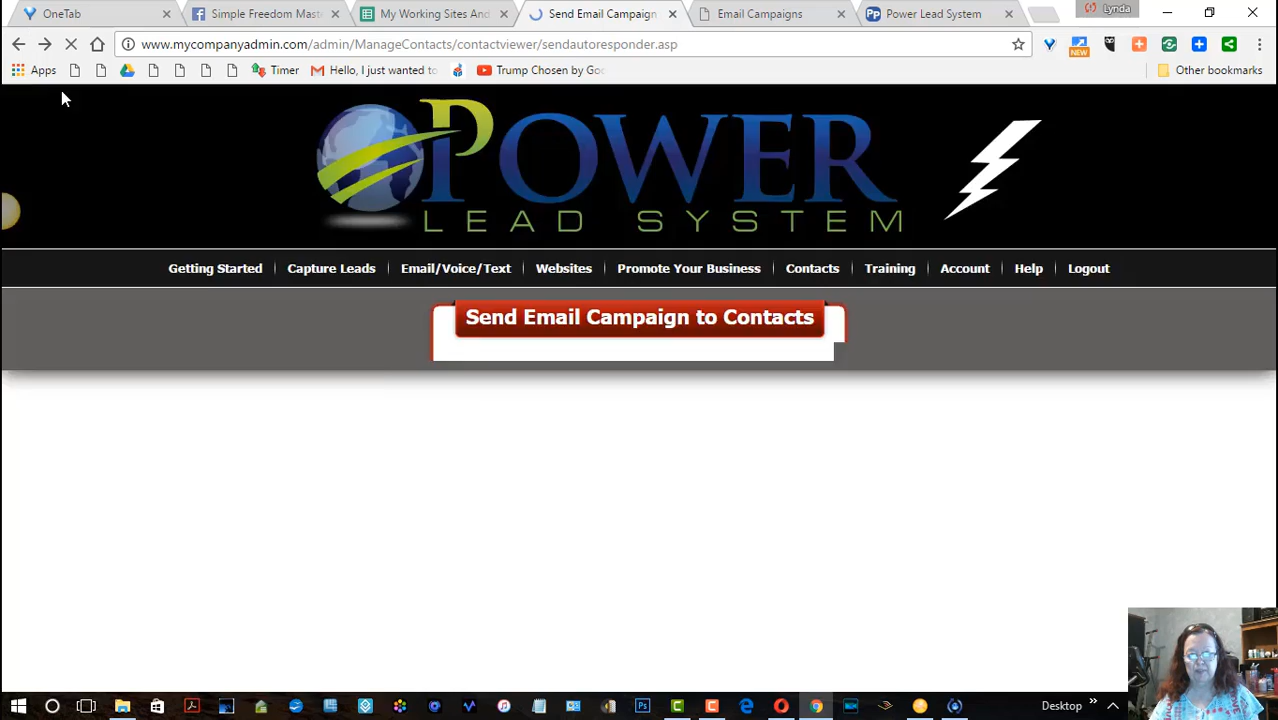 OneTab
Simple Freedom Mast
My Working Sites And
Send Email Campaign
Email Campaigns
Power Lead System
Lynda
www.mycompanyadmin.com/admin/ManageContacts/contactviewer/sendautoresponder.asp
NEW
Apps
Timer
Hello, I just wanted to
Trump Chosen by Go
Other bookmarks
POWER
LEAD SYSTEM
Getting Started
Capture Leads
Email/Voice/Text
Websites
Promote Your Business
Contacts
Training
Account
Help
Logout
Send Email Campaign to Contacts
Desktop